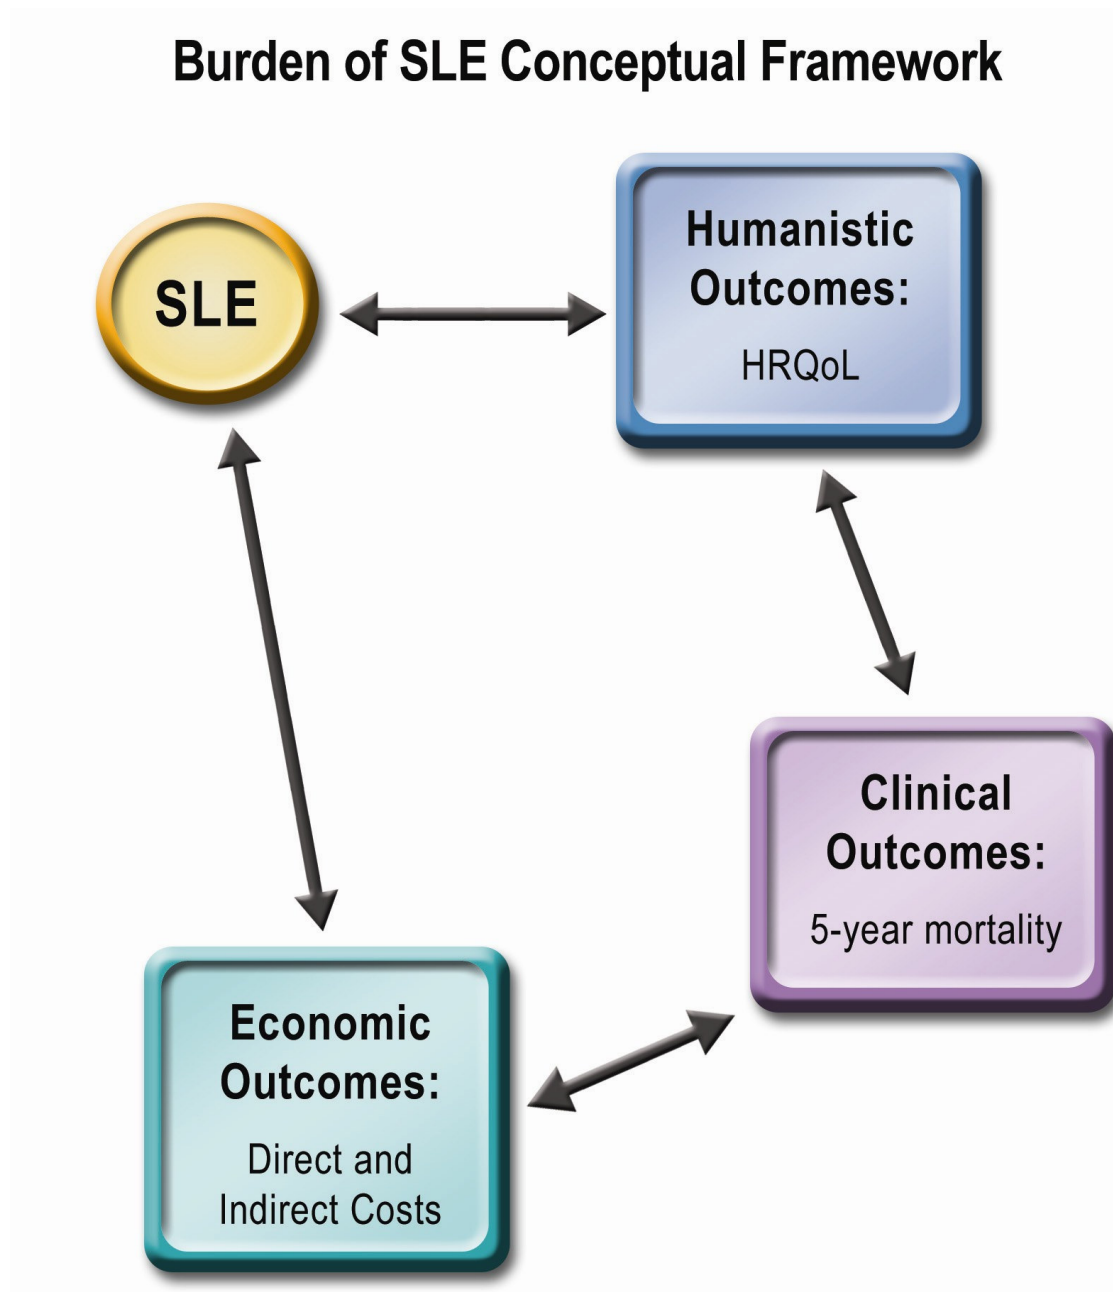 Burden of SLE Conceptual Framework
SLE
Humanistic
Outcomes:
HRQoL
Clinical
Outcomes:
5-year mortality
Economic
Outcomes:
Direct and
Indirect Costs